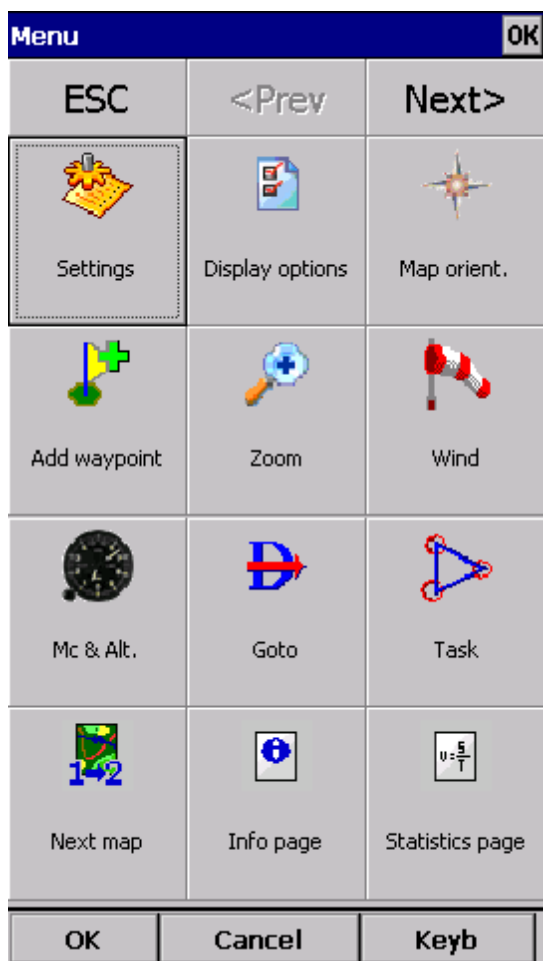 Menu OK
ESC <Prev Next>
Settings Display options Map orient.
Add waypoint Zoom Wind
Mc & Alt. Goto Task
1→2
υ=S/T
Next map Info page Statistics page
OK Cancel Keyb